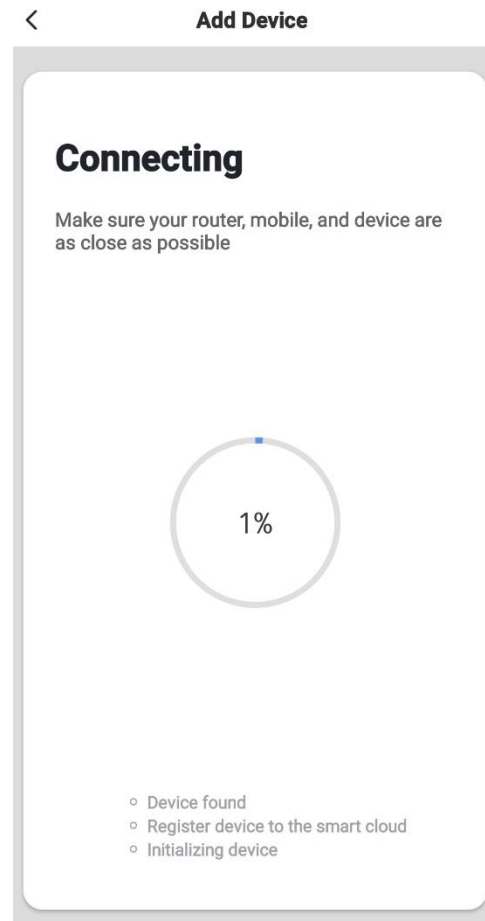 Add Device
Connecting
Make sure your router, mobile, and device are
as close as possible
1%
Device found
Register device to the smart cloud
Initializing device